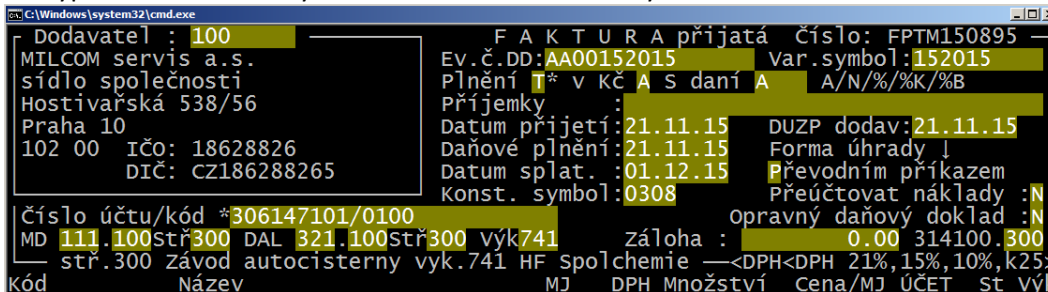 C:\Windows\system32\cmd.exe
Dodavatel : 100
F A K T U R A přijatá Číslo: FPTM150895
MILCOM servis a.s.
Ev.č.DD:AA00152015 Var.symbol:152015
sídlo společnosti
Plnění T* v Kč A S daní A A/N/%/%K/%B
Hostivařská 538/56
Příjemky :
Praha 10
Datum přijetí:21.11.15 DUZP dodav:21.11.15
102 00 IČO: 18628826
Daňové plnění:21.11.15 Forma úhrady ↓
DIČ: CZ186288265
Datum splat. :01.12.15 Převodním příkazem
Konst. symbol:0308 Přeúčtovat náklady :N
Číslo účtu/kód *306147101/0100 Opravný daňový doklad :N
MD 111.100Stř300 DAL 321.100Stř300 Výk741 Záloha : 0.00 314100.300
stř.300 Závod autocisterny vyk.741 HF Spolchemie —<DPH<DPH 21%,15%,10%,k25>
Kód Název MJ DPH Množství Cena/MJ ÚČET St Výk